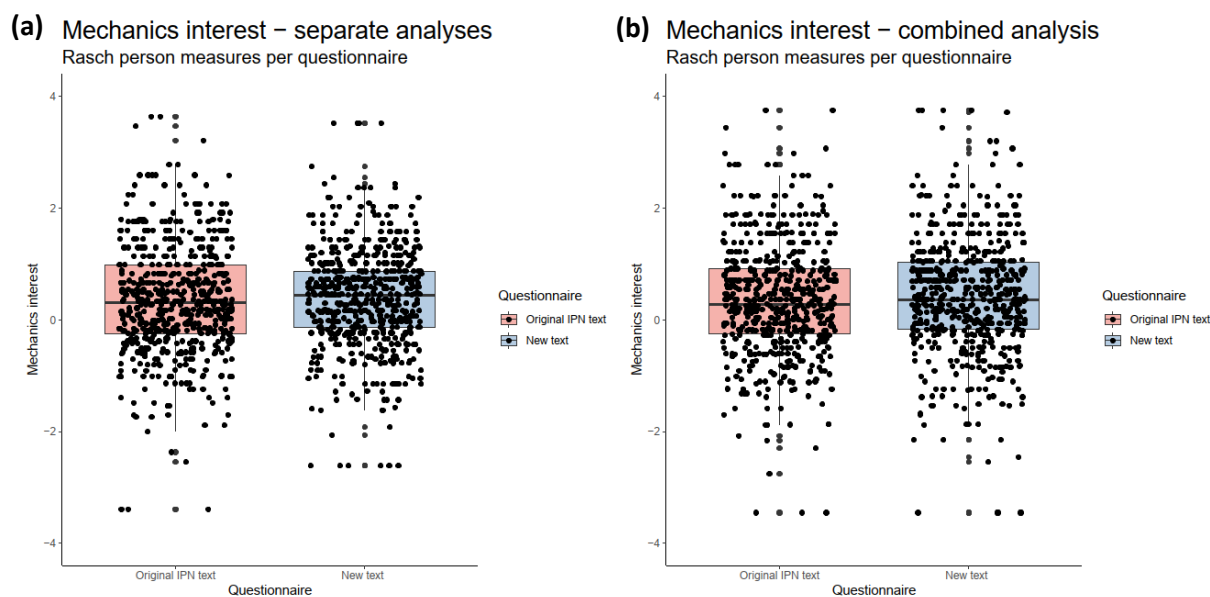 (a) Mechanics interest – separate analyses
Rasch person measures per questionnaire
4
2
0
−2
−4
Mechanics interest
Original IPN text
New text
Questionnaire
Questionnaire
Original IPN text
New text
(b) Mechanics interest – combined analysis
Rasch person measures per questionnaire
4
2
0
−2
−4
Mechanics interest
Original IPN text
New text
Questionnaire
Questionnaire
Original IPN text
New text